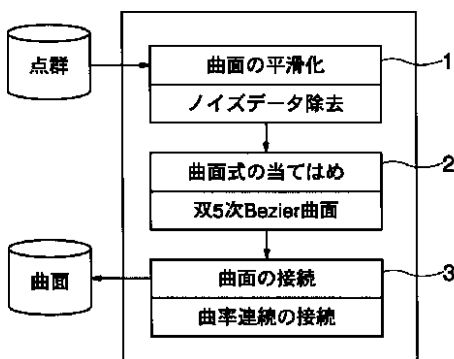 点群
曲面の平滑化
1
ノイズデータ除去
曲面式の当てはめ
2
双5次Bezier曲面
曲面
曲面の接続
3
曲率連続の接続